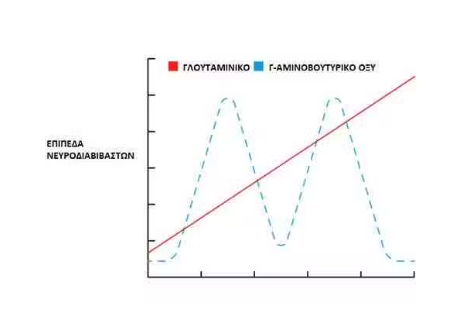 ΓΛΟΥΤΑΜΙΝΙΚΟ Γ-ΑΜΙΝΟΒΟΥΤΥΡΙΚΟ ΟΞΥ
ΕΠΙΠΕΔΑ
ΝΕΥΡΟΔΙΑΒΙΒΑΣΤΩΝ